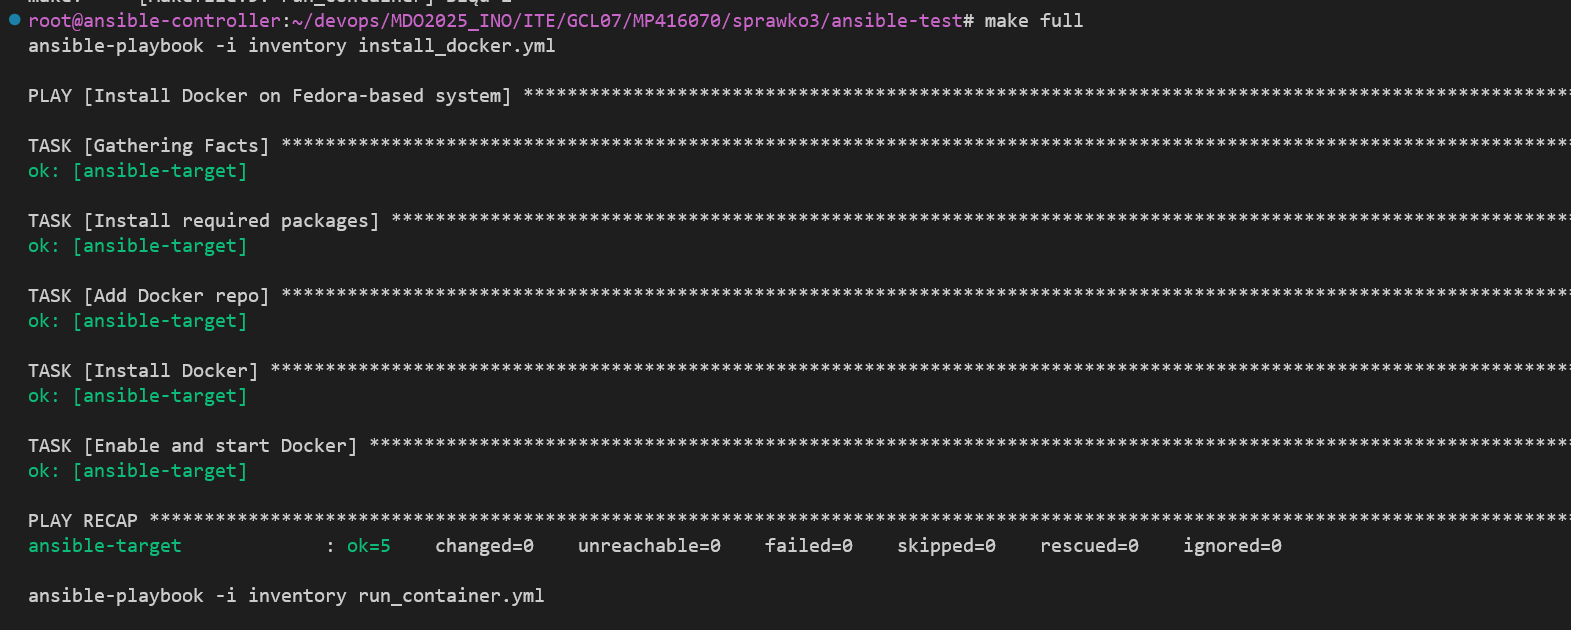 root@ansible-controller:~/devops/MDO2025_INO/ITE/GCL07/MP416070/sprawko3/ansible-test# make full
ansible-playbook -i inventory install_docker.yml
PLAY [Install Docker on Fedora-based system] ***********************************************************************************************
TASK [Gathering Facts] *********************************************************************************************************************
ok: [ansible-target]
TASK [Install required packages] ***********************************************************************************************************
ok: [ansible-target]
TASK [Add Docker repo] *********************************************************************************************************************
ok: [ansible-target]
TASK [Install Docker] **********************************************************************************************************************
ok: [ansible-target]
TASK [Enable and start Docker] *************************************************************************************************************
ok: [ansible-target]
PLAY RECAP *********************************************************************************************************************************
ansible-target             : ok=5    changed=0    unreachable=0    failed=0    skipped=0    rescued=0    ignored=0
ansible-playbook -i inventory run_container.yml